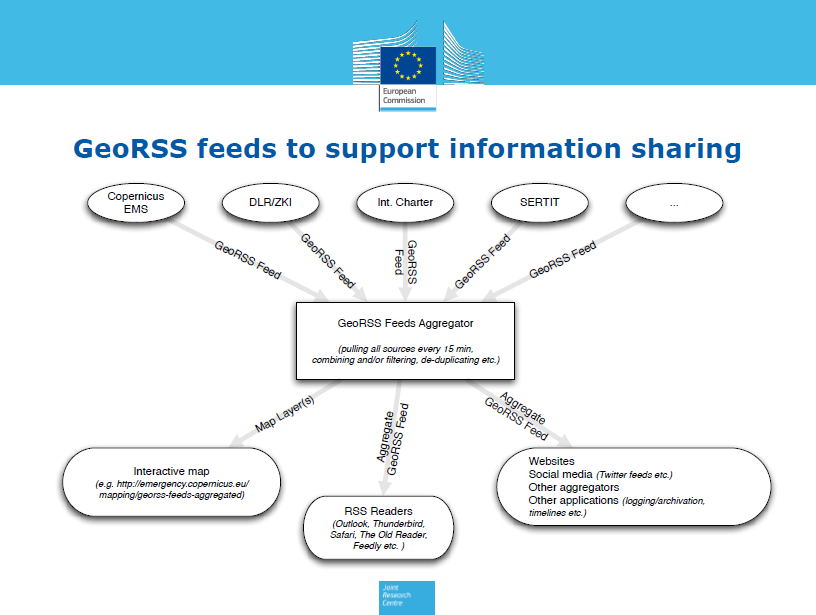 European
Commission
GeoRSS feeds to support information sharing
Copernicus
EMS
DLR/ZKI
Int. Charter
SERTIT
...
GeoRSS Feed
GeoRSS Feed
GeoRSS
Feed
GeoRSS Feed
GeoRSS Feed
GeoRSS Feeds Aggregator
(pulling all sources every 15 min,
combining and/or filtering, de-duplicating etc.)
Map Layer(s)
Aggregate
GeoRSS Feed
Aggregate
GeoRSS Feed
Interactive map
(e.g. http://emergency.copernicus.eu/
mapping/georss-feeds-aggregated)
RSS Readers
(Outlook, Thunderbird,
Safari, The Old Reader,
Feedly etc. )
Websites
Social media (Twitter feeds etc.)
Other aggregators
Other applications (logging/archivation,
timelines etc.)
Joint
Research
Centre